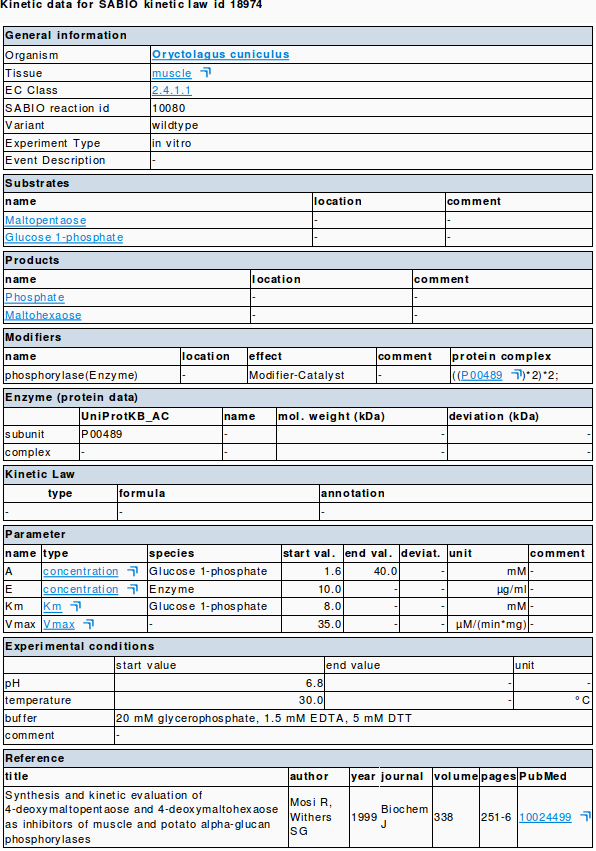 Kinetic data for SABIO kinetic law id 18974
General information
Organism Oryctolagus cuniculus
Tissue muscle
EC Class 2.4.1.1
SABIO reaction id 10080
Variant wildtype
Experiment Type in vitro
Event Description -
Substrates
name location comment
Maltopentaose - -
Glucose 1-phosphate - -
Products
name location comment
Phosphate - -
Maltohexaose - -
Modifiers
name location effect comment protein complex
phosphorylase(Enzyme) - Modifier-Catalyst - ((P00489 )*2)*2;
Enzyme (protein data)
UniProtKB_AC name mol. weight (kDa) deviation (kDa)
subunit P00489 - - -
complex - - - -
Kinetic Law
type formula annotation
- - -
Parameter
name type species start val. end val. deviat. unit comment
A concentration Glucose 1-phosphate 1.6 40.0 - mM -
E concentration Enzyme 10.0 - - µg/ml -
Km Km Glucose 1-phosphate 8.0 - - mM -
Vmax Vmax - 35.0 - - µM/(min*mg) -
Experimental conditions
start value end value unit
pH 6.8 - -
temperature 30.0 - °C
buffer 20 mM glycerophosphate, 1.5 mM EDTA, 5 mM DTT
comment -
Reference
title author year journal volume pages PubMed
Synthesis and kinetic evaluation of
4-deoxymaltopentaose and 4-deoxymaltohexaose
as inhibitors of muscle and potato alpha-glucan
phosphorylases
Mosi R,
Withers
SG
1999
Biochem
J
338
251-6
10024499